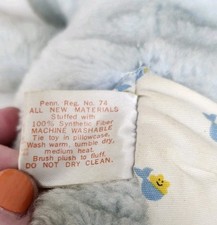 Penn. Reg. No. 74
ALL NEW MATERIALS
Stuffed with
100% Synthetic Fiber
MACHINE WASHABLE
Tie toy in pillowcase.
Wash warm, tumble dry,
medium heat.
Brush plush to fluff.
DO NOT DRY CLEAN.